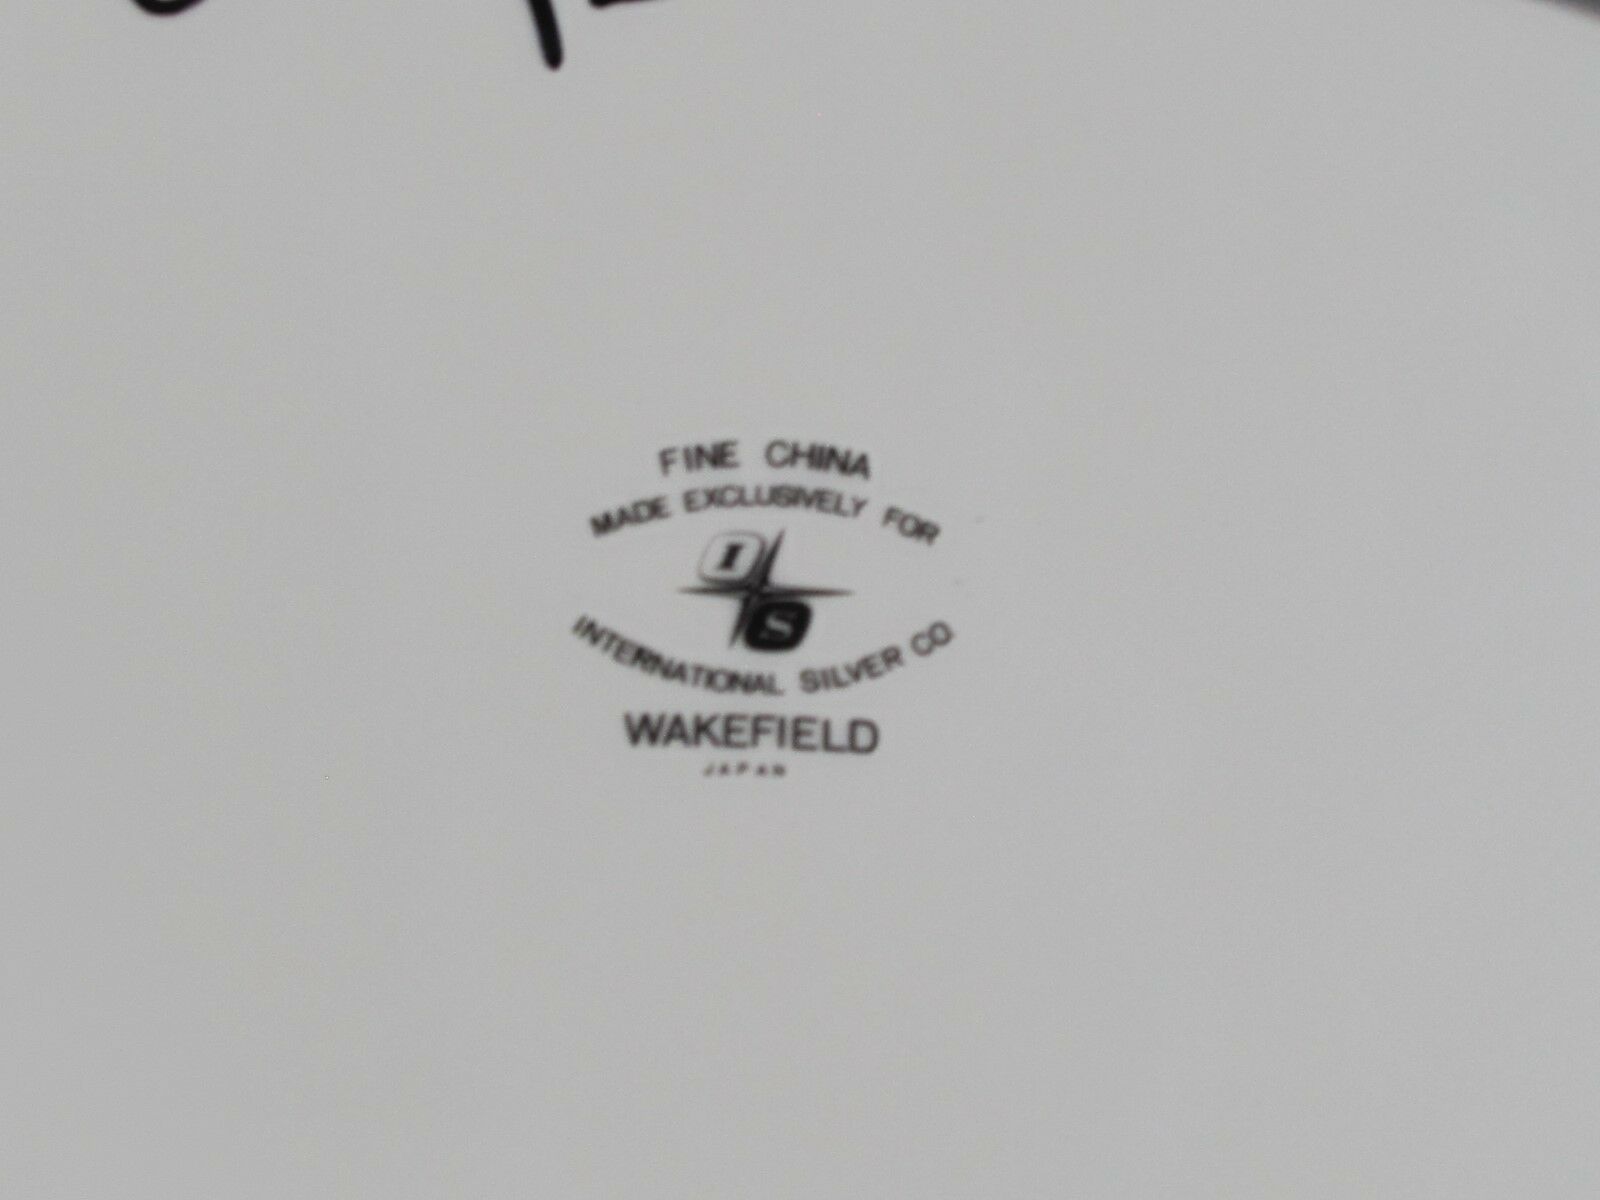 FINE CHINA
MADE EXCLUSIVELY FOR
I
S
INTERNATIONAL SILVER CO
WAKEFIELD
JAPAN